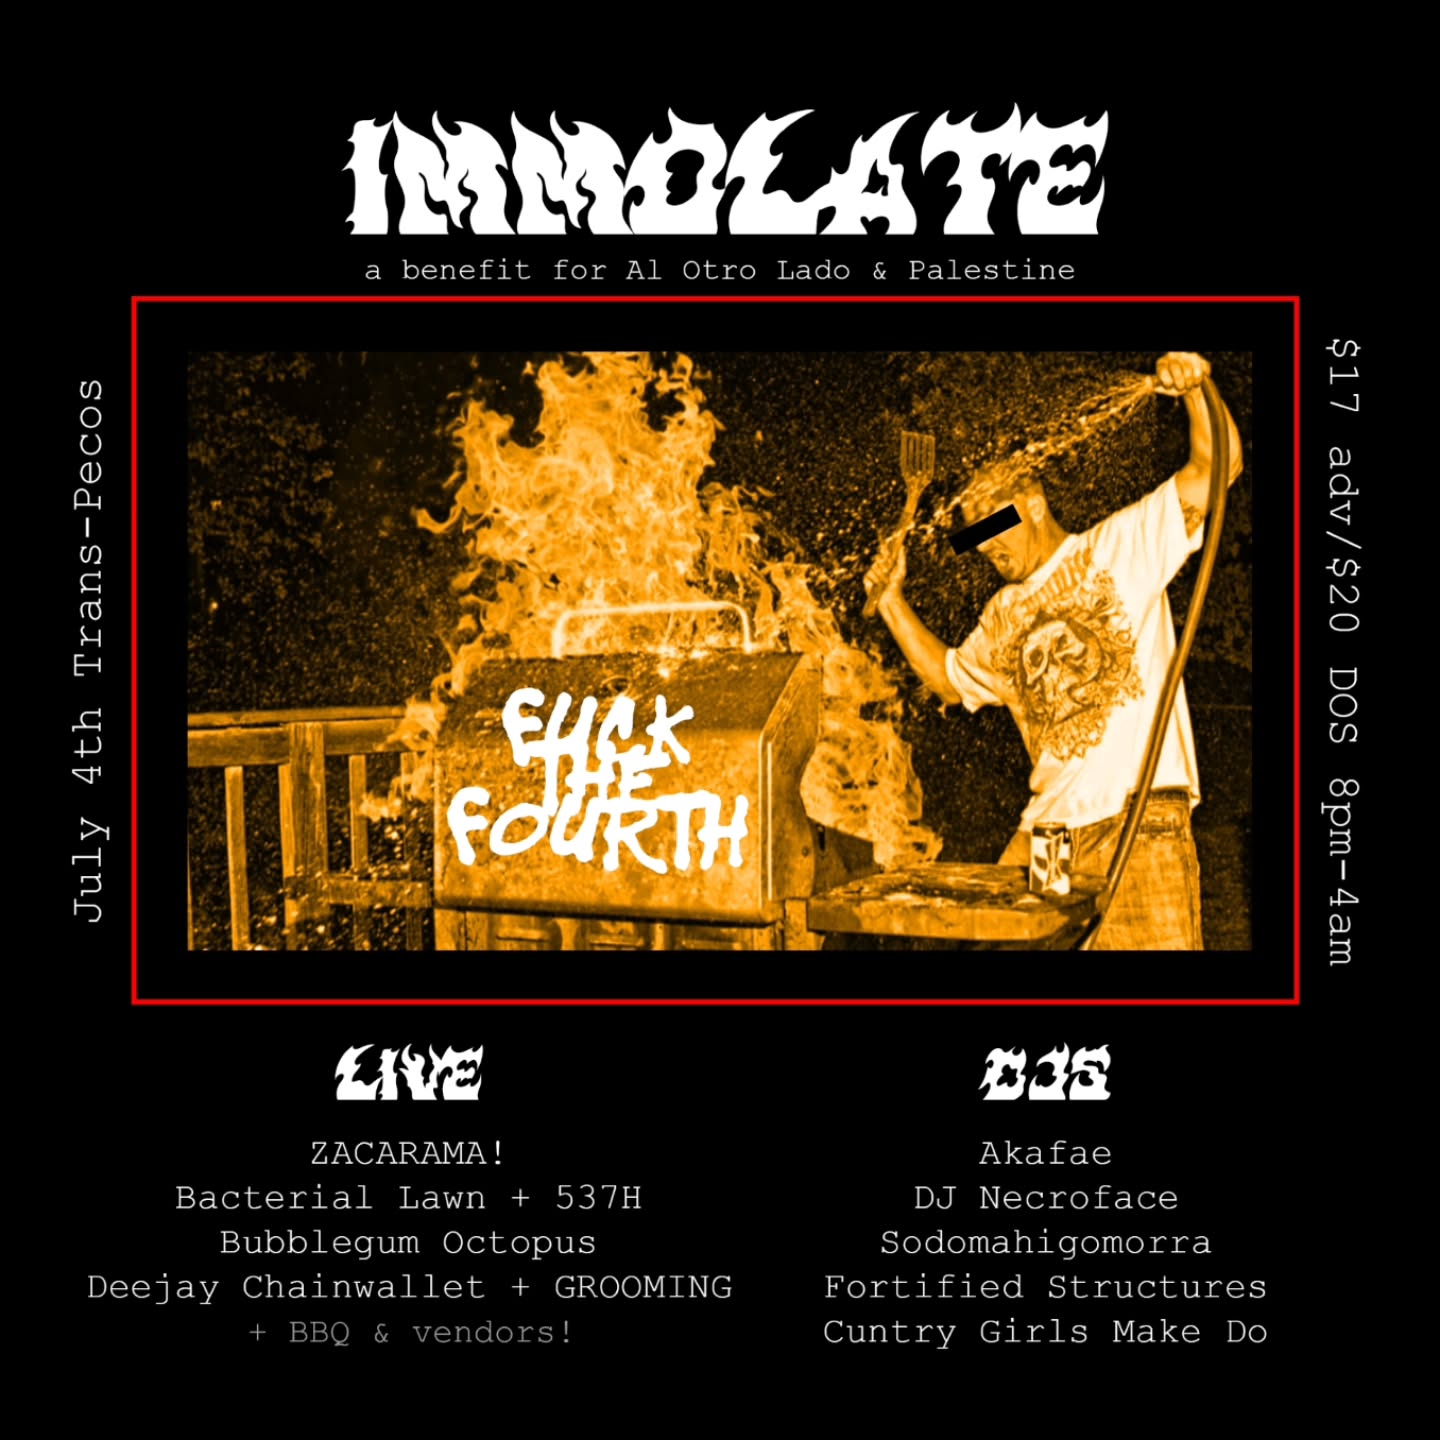 IMMOLATE
a benefit for Al Otro Lado & Palestine
July 4th Trans-Pecos
$17 adv/$20 DOS 8pm-4am
FUCK
THE
FOURTH
LIVE
ZACARAMA!
Bacterial Lawn + 537H
Bubblegum Octopus
Deejay Chainwallet + GROOMING
+ BBQ & vendors!
DJS
Akafae
DJ Necroface
Sodomahigomorra
Fortified Structures
Cuntry Girls Make Do